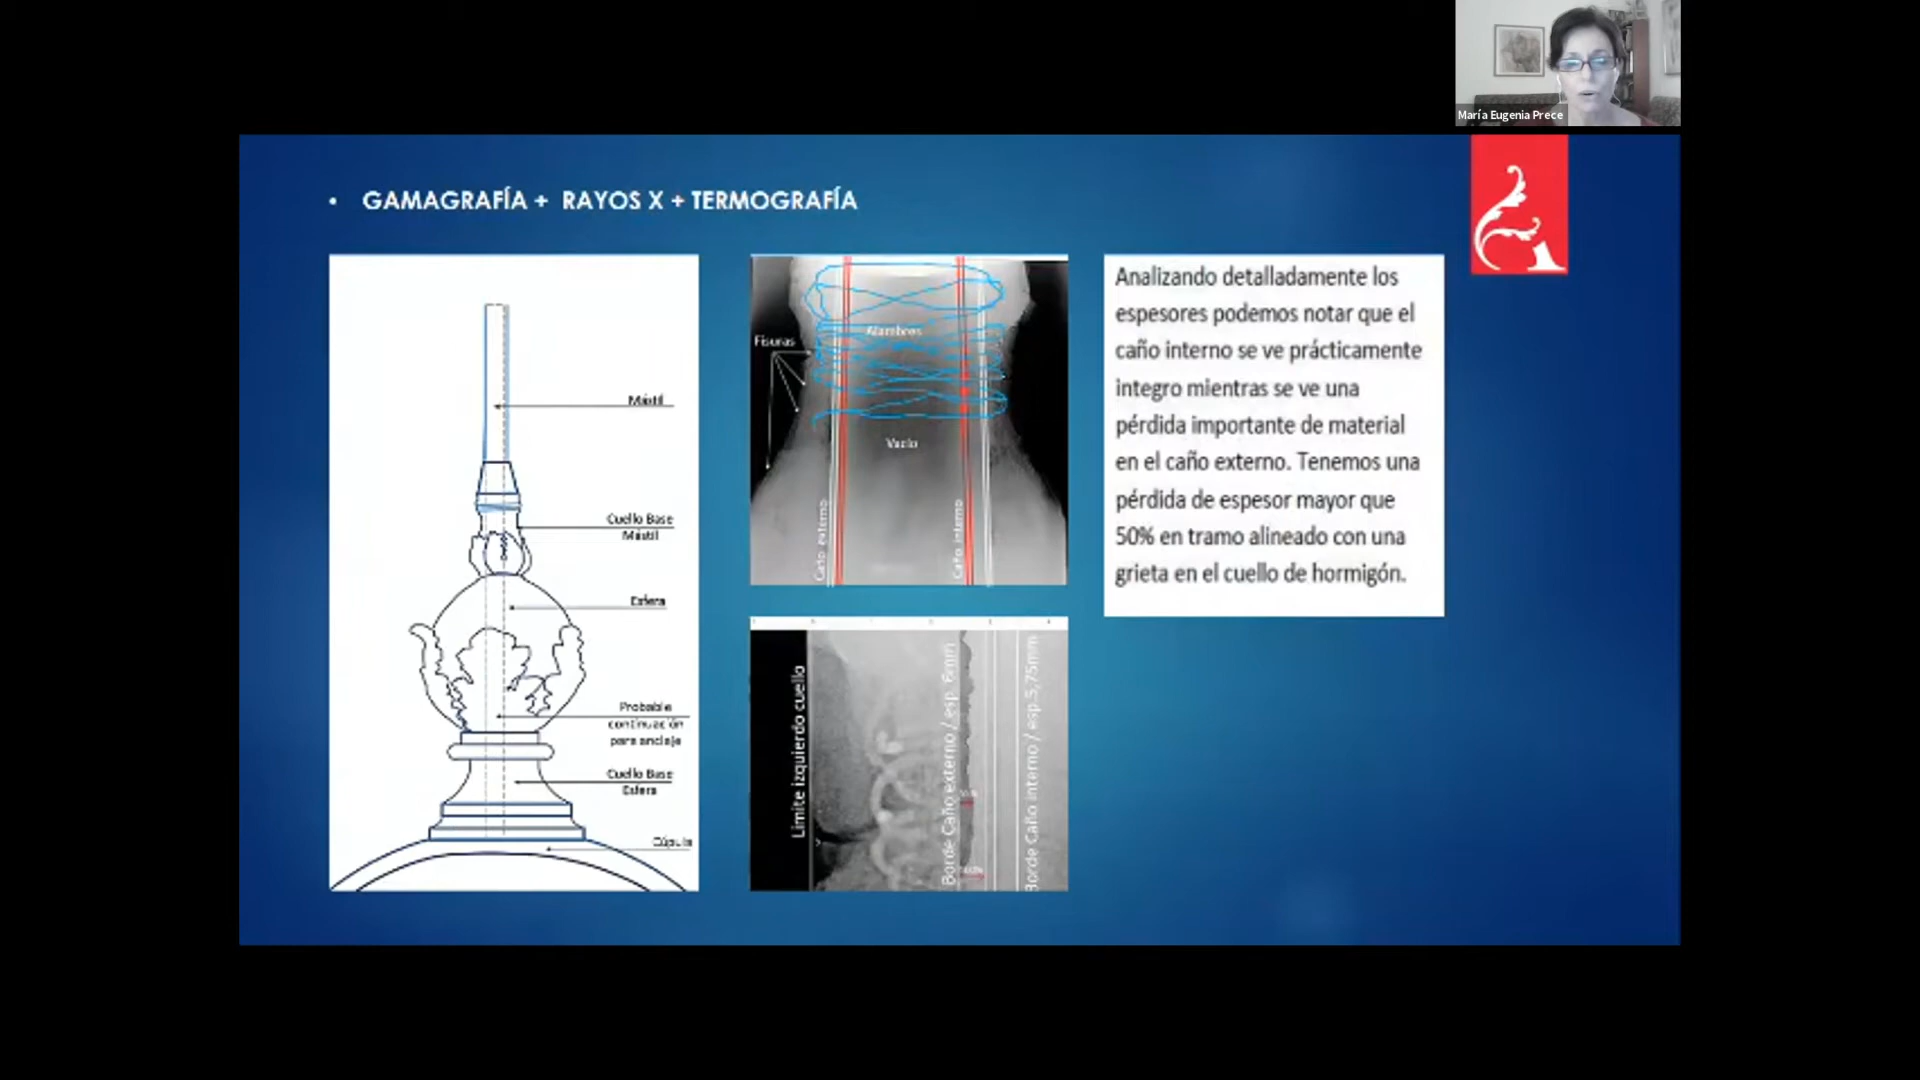 María Eugenia Prece
• GAMAGRAFÍA + RAYOS X + TERMOGRAFÍA
Mástil
Cuello Base
Mástil
Esfera
Probable
continuación
para anclaje
Cuello Base
Esfera
Cúpula
Fisuras
Alambres
Vacío
Caño externo
Caño interno
Limite izquierdo cuello
Borde Caño externo / esp. 6mm
Borde Caño interno / esp 5,75mm
Analizando detalladamente los
espesores podemos notar que el
caño interno se ve prácticamente
integro mientras se ve una
pérdida importante de material
en el caño externo. Tenemos una
pérdida de espesor mayor que
50% en tramo alineado con una
grieta en el cuello de hormigón.